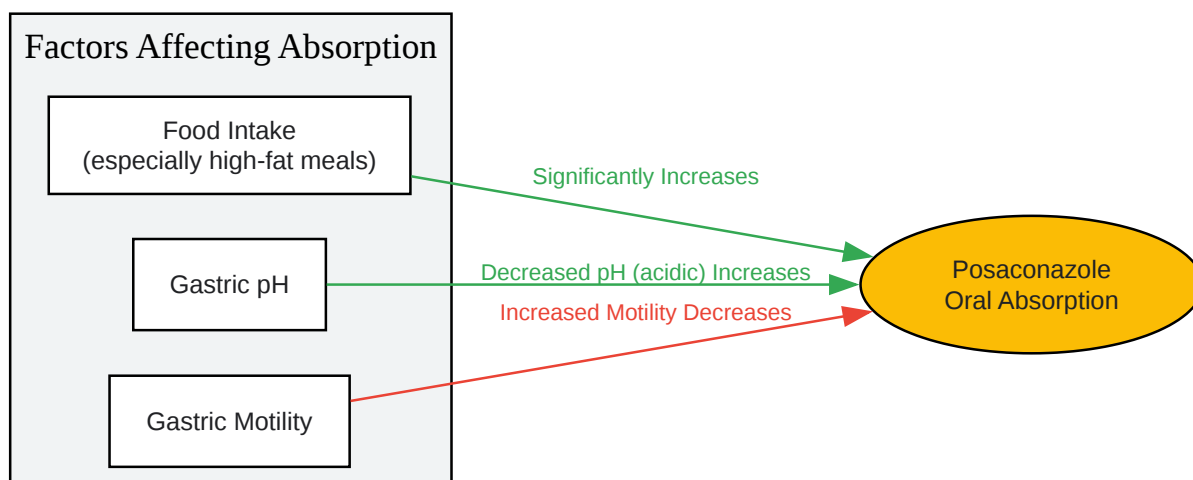 Factors Affecting Absorption
Food Intake
(especially high-fat meals)
Significantly Increases
Gastric pH
Decreased pH (acidic) Increases
Posaconazole
Oral Absorption
Increased Motility Decreases
Gastric Motility